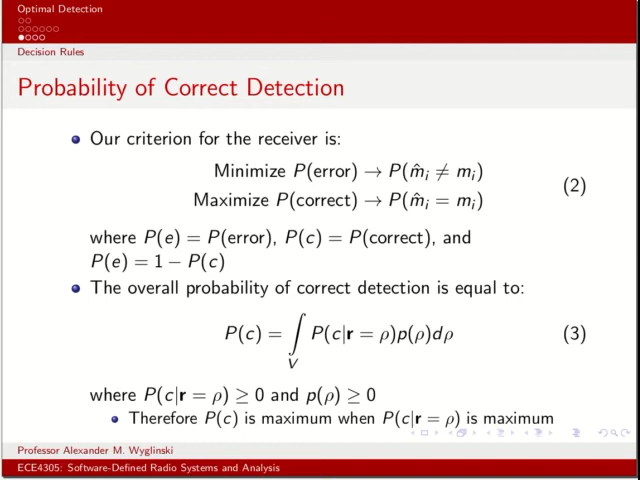 Optimal Detection
Decision Rules
Probability of Correct Detection
Our criterion for the receiver is:
Minimize P(error) → P(m̂ᵢ ≠ mᵢ)
Maximize P(correct) → P(m̂ᵢ = mᵢ)
(2)
where P(e) = P(error), P(c) = P(correct), and
P(e) = 1 − P(c)
The overall probability of correct detection is equal to:
P(c) = ∫_V P(c|r = ρ)p(ρ)dρ (3)
where P(c|r = ρ) ≥ 0 and p(ρ) ≥ 0
Therefore P(c) is maximum when P(c|r = ρ) is maximum
Professor Alexander M. Wyglinski
ECE4305: Software-Defined Radio Systems and Analysis